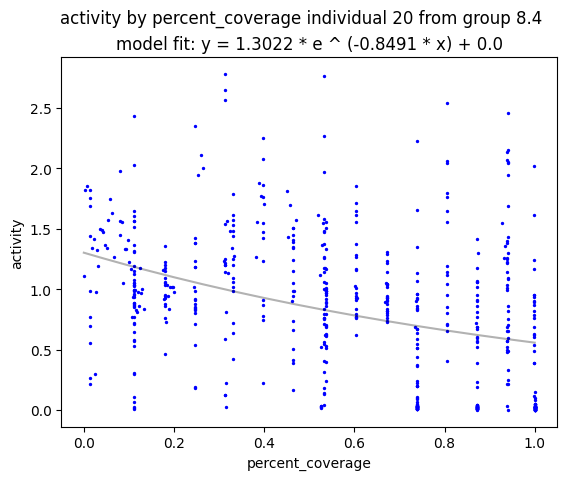 activity by percent_coverage individual 20 from group 8.4
model fit: y = 1.3022 * e ^ (-0.8491 * x) + 0.0
2.5
2.0
1.5
1.0
0.5
0.0
activity
0.0 0.2 0.4 0.6 0.8 1.0
percent_coverage